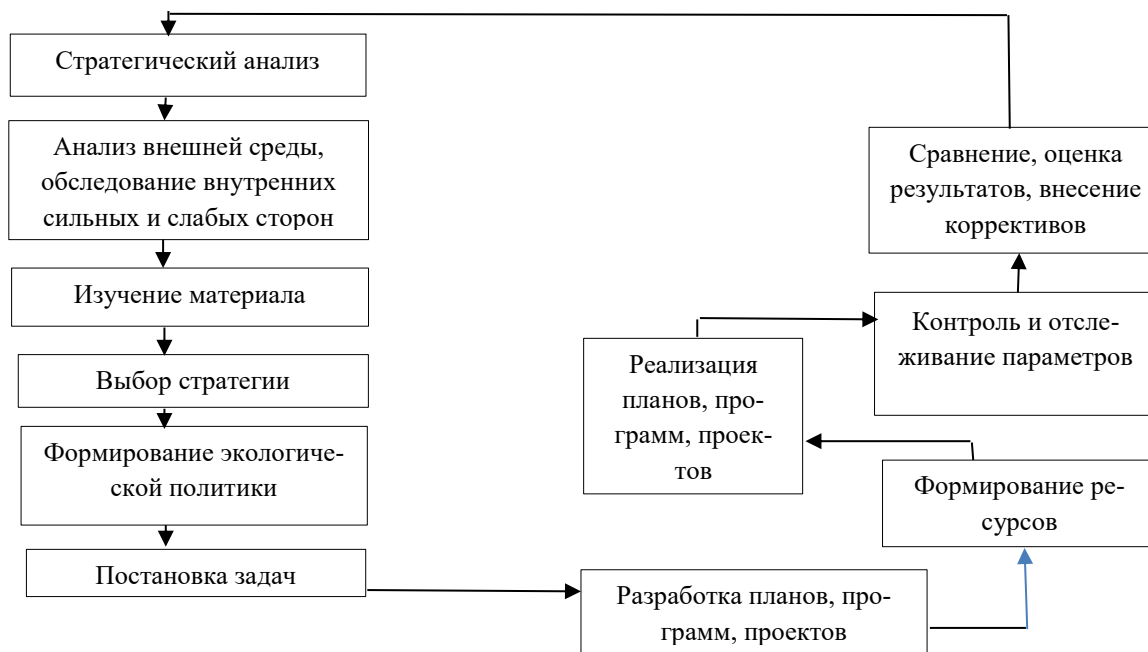 Стратегический анализ
Анализ внешней среды,
обследование внутренних
сильных и слабых сторон
Изучение материала
Выбор стратегии
Формирование экологиче-
ской политики
Постановка задач
Разработка планов, про-
грамм, проектов
Формирование ре-
сурсов
Реализация
планов, про-
грамм, проек-
тов
Контроль и отсле-
живание параметров
Сравнение, оценка
результатов, внесение
коррективов